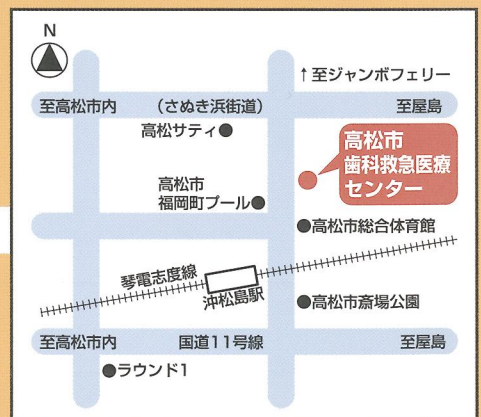 N
↑至ジャンボフェリー
至高松市内
(さぬき浜街道)
至屋島
高松サティ●
高松市
歯科救急医療
センター
高松市
福岡町プール●
●高松市総合体育館
琴電志度線
沖松島駅
●高松市斎場公園
至高松市内
国道11号線
至屋島
●ラウンド1